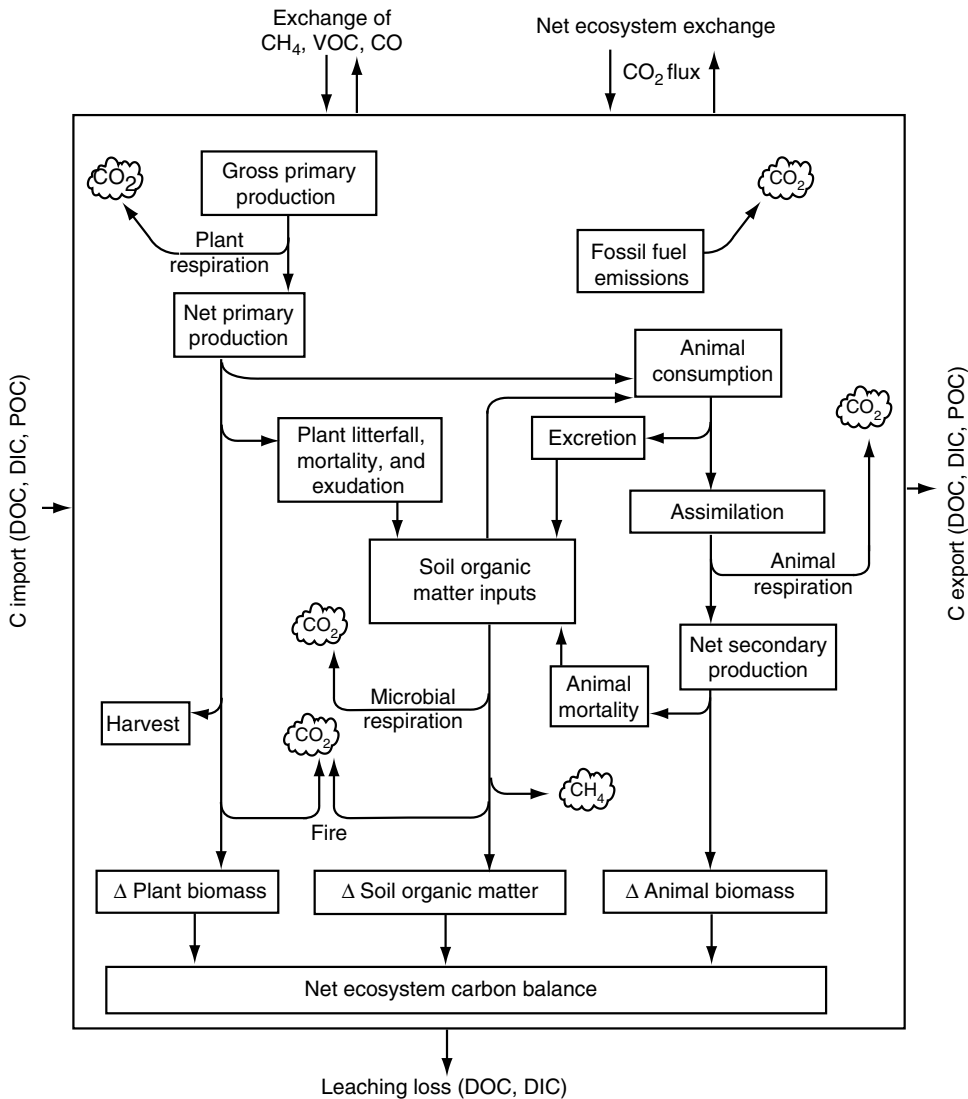 Exchange of
CH₄, VOC, CO
Net ecosystem exchange
CO₂ flux
CO₂
Gross primary
production
CO₂
Plant
respiration
Fossil fuel
emissions
Net primary
production
Animal
consumption
CO₂
C import (DOC, DIC, POC)
C export (DOC, DIC, POC)
Plant litterfall,
mortality, and
exudation
Excretion
Assimilation
Soil organic
matter inputs
Animal
respiration
CO₂
Net secondary
production
Microbial
respiration
Animal
mortality
Harvest
CO₂
CH₄
Fire
Δ Plant biomass
Δ Soil organic matter
Δ Animal biomass
Net ecosystem carbon balance
Leaching loss (DOC, DIC)